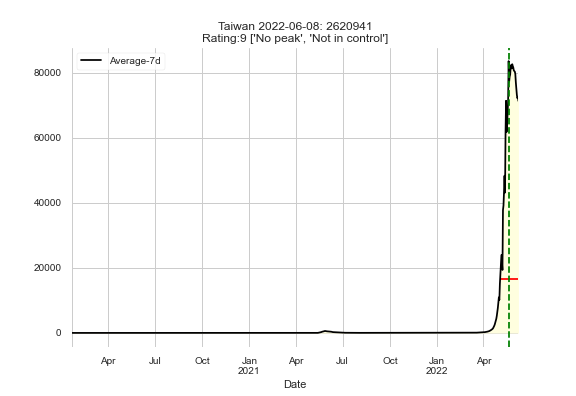 Taiwan 2022-06-08: 2620941
Rating:9 ['No peak', 'Not in control']
Average-7d
80000
60000
40000
20000
0
Apr Jul Oct Jan Apr Jul Oct Jan Apr
2021 2022
Date